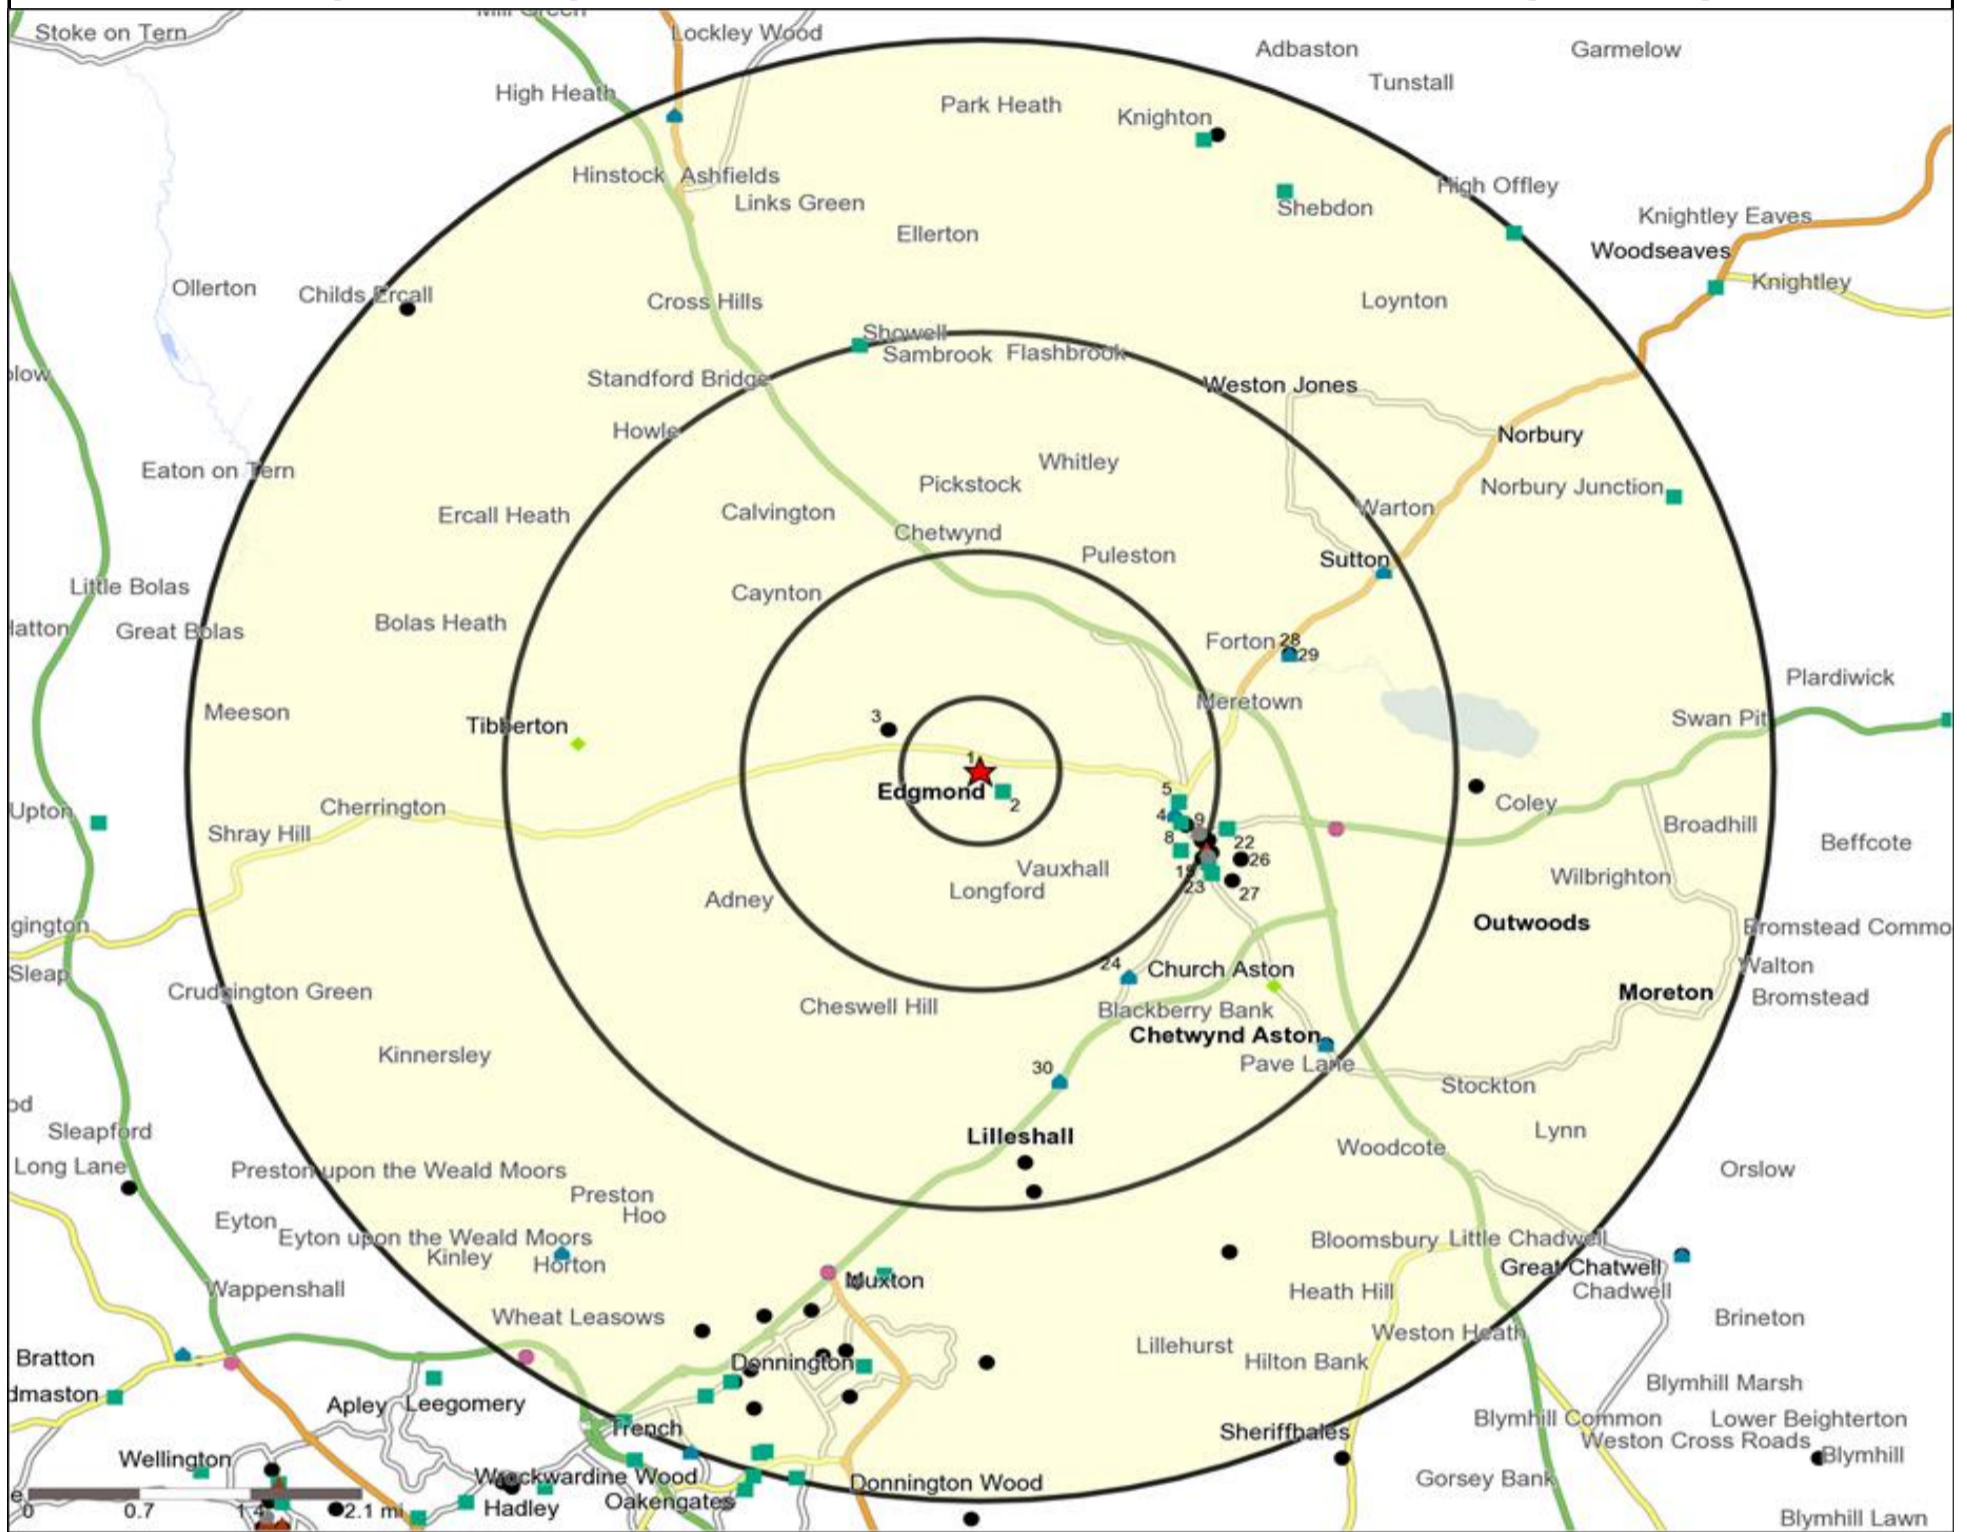 Stoke on Tern
Mill Green
Lockley Wood
Adbaston
Garmelow
Tunstall
High Heath
Park Heath
Knighton
Hinstock
Ashfields
Links Green
High Offley
Shebdon
Knightley Eaves
Ellerton
Woodseaves
Knightley
Ollerton
Childs Ercall
Cross Hills
Loynton
Showell
Sambrook
Flashbrook
Standford Bridge
Weston Jones
Howle
Norbury
Whitley
Eaton on Tern
Pickstock
Norbury Junction
Ercall Heath
Calvington
Warton
Chetwynd
Puleston
Sutton
Little Bolas
Caynton
Bolas Heath
Great Bolas
Forton
28
29
Plardiwick
Meeson
Meretown
Swan Pit
Tibberton
3
1
Edgmond
2
5
Coley
Upton
Cherrington
4
9
Shray Hill
8
22
Broadhill
Beffcote
26
Vauxhall
19
Longford
23
27
Wilbrighton
Adney
Outwoods
gington
Bromstead Commo
Sleap
24
Church Aston
Walton
Crudgington Green
Moreton
Bromstead
Cheswell Hill
Blackberry Bank
Chetwynd Aston
Kinnersley
30
Pave Lane
Stockton
Sleapford
Lilleshall
Lynn
Woodcote
Long Lane
Preston upon the Weald Moors
Orslow
Preston
Hoo
Eyton
Eyton upon the Weald Moors
Bloomsbury
Little Chadwell
Kinley
Horton
Great Chatwell
Muxton
Wappenshall
Heath Hill
Chadwell
Wheat Leasows
Brineton
Weston Heath
Bratton
Donnington
Lillehurst
Hilton Bank
dmaston
Apley
Leegomery
Blymhill Marsh
Trench
Sheriffhales
Blymhill Common
Lower Beighterton
Weston Cross Roads
Wellington
Blymhill
Wrockwardine Wood
Donnington Wood
Gorsey Bank
Hadley
Oakengates
0
0.7
1.4
2.1 mi
Blymhill Lawn